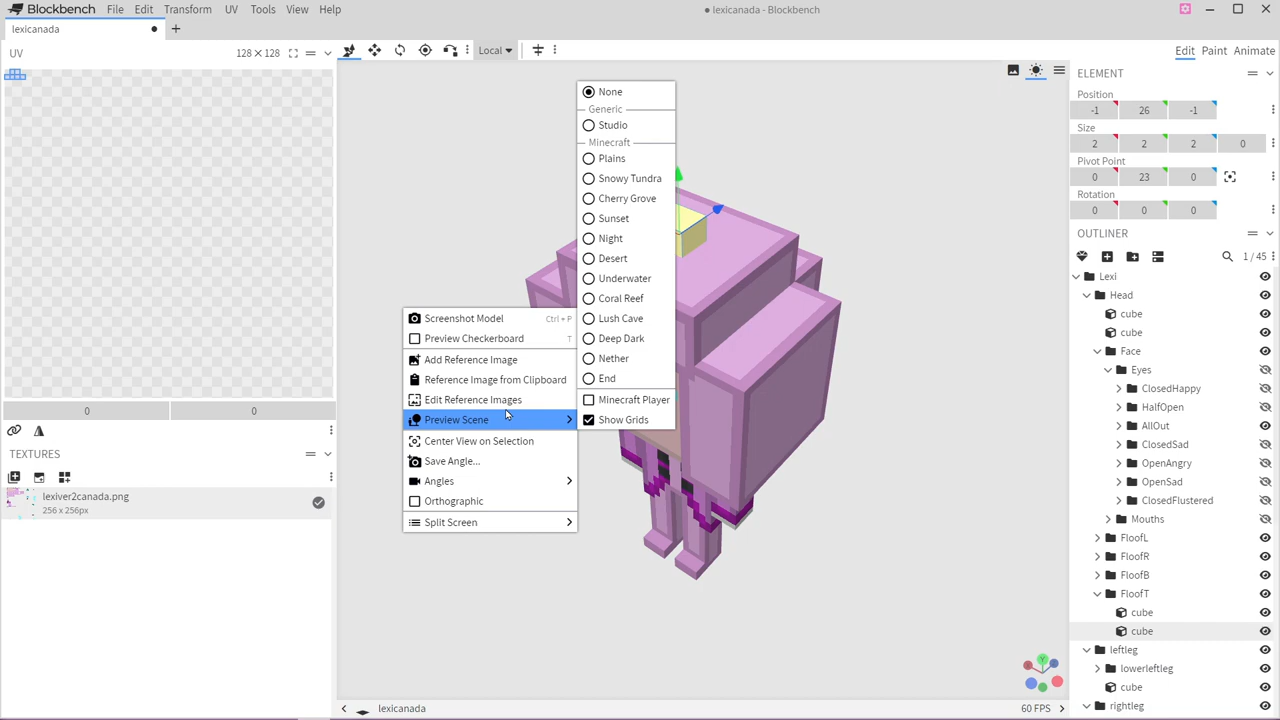 Blockbench File Edit Transform UV Tools View Help
● lexicanada - Blockbench
lexicanada
UV
128 × 128
Local
Edit Paint Animate
0 0
TEXTURES
lexiver2canada.png
256 x 256px
Screenshot Model Ctrl + P
Preview Checkerboard T
Add Reference Image
Reference Image from Clipboard
Edit Reference Images
Preview Scene
Center View on Selection
Save Angle...
Angles
Orthographic
Split Screen
None
Generic
Studio
Minecraft
Plains
Snowy Tundra
Cherry Grove
Sunset
Night
Desert
Underwater
Coral Reef
Lush Cave
Deep Dark
Nether
End
Minecraft Player
Show Grids
ELEMENT
Position
-1 26 -1
Size
2 2 2 0
Pivot Point
0 23 0
Rotation
0 0 0
OUTLINER
1 / 45
Lexi
Head
cube
cube
Face
Eyes
ClosedHappy
HalfOpen
AllOut
ClosedSad
OpenAngry
OpenSad
ClosedFlustered
Mouths
FloofL
FloofR
FloofB
FloofT
cube
cube
leftleg
lowerleftleg
cube
rightleg
Y
lexicanada
60 FPS